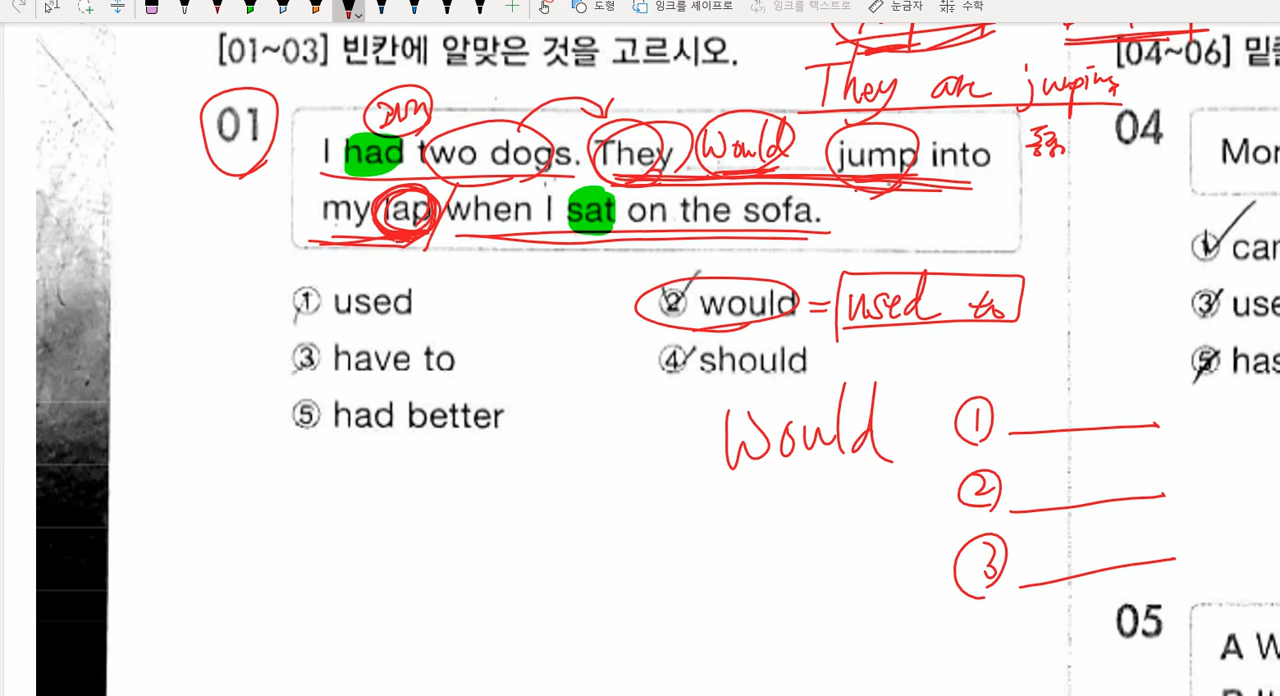 도형 잉크를 셰이프로 잉크를 텍스트로 눈금자 수학
[01~03] 빈칸에 알맞은 것을 고르시오.
They are jumping
01
I had two dogs. They would jump into
my lap when I sat on the sofa.
① used
② would = used to
③ have to
④ should
⑤ had better
would
①
②
③
[04~06] 밑
04
Mor
① car
③ use
⑤ has
05
A W